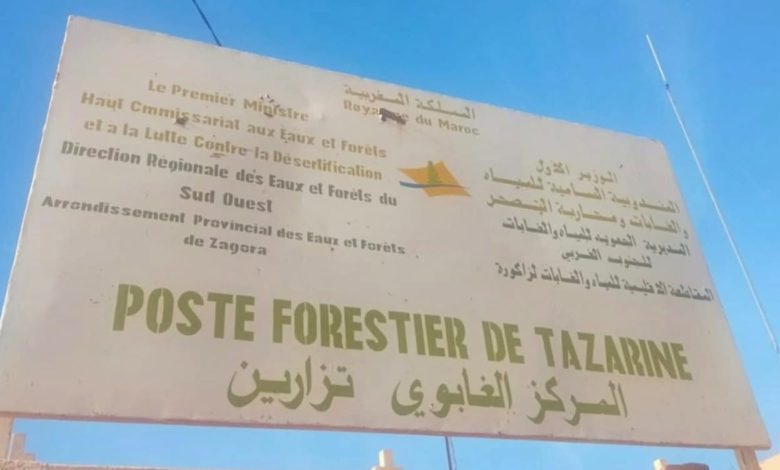 المملكة المغربية
Royaume du Maroc
Le Premier Ministre
Haut Cmmissariat aux Eaux et Forêts
et a la Lutte Contre la Désertification
Direction Régionale des Eaux et Forêts du
Sud Ouest
Arrondissement Provincial des Eaux et Forêts
de Zagora
الوزير الأول
المندوبية السامية للمياه
والغابات ومحاربة التصحر
المديرية الجهوية للمياه والغابات
للجنوب الغربي
المقاطعة الاقليمية للمياه والغابات لزاكورة
POSTE FORESTIER DE TAZARINE
المركز الغابوي تزارين